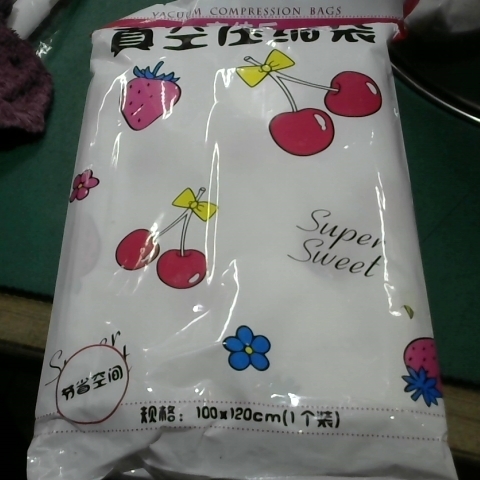 VACUUM COMPRESSION BAGS
真空压缩袋
Super
Sweet
Super
节省空间
规格：100x120cm(1个装)